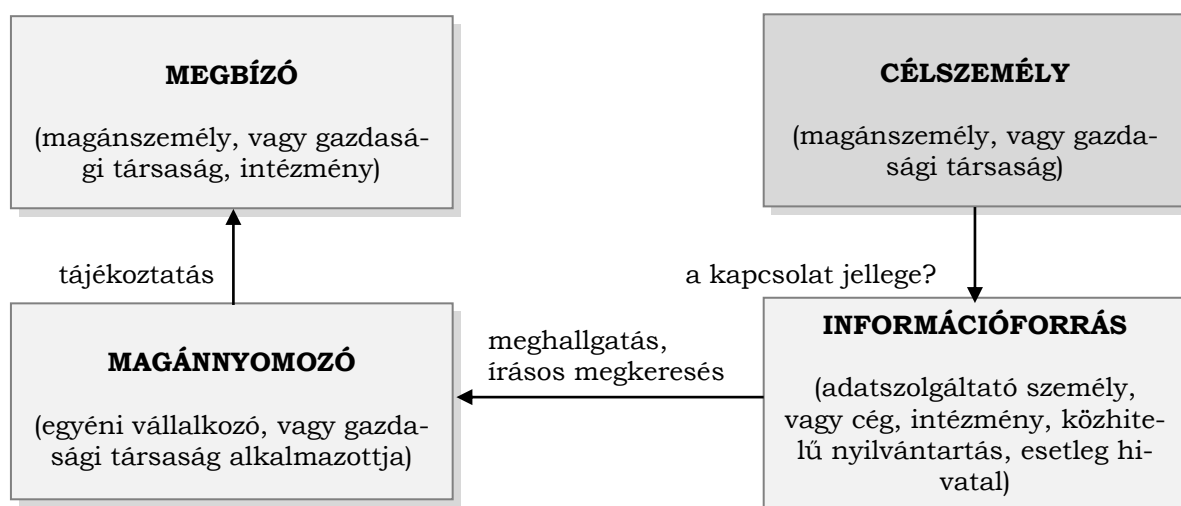 MEGBÍZÓ
(magánszemély, vagy gazdasá-
gi társaság, intézmény)
CÉLSZEMÉLY
(magánszemély, vagy gazda-
sági társaság)
tájékoztatás
a kapcsolat jellege?
MAGÁNNYOMOZÓ
(egyéni vállalkozó, vagy gazda-
sági társaság alkalmazottja)
meghallgatás,
írásos megkeresés
INFORMÁCIÓFORRÁS
(adatszolgáltató személy,
vagy cég, intézmény, közhite-
lű nyilvántartás, esetleg hi-
vatal)